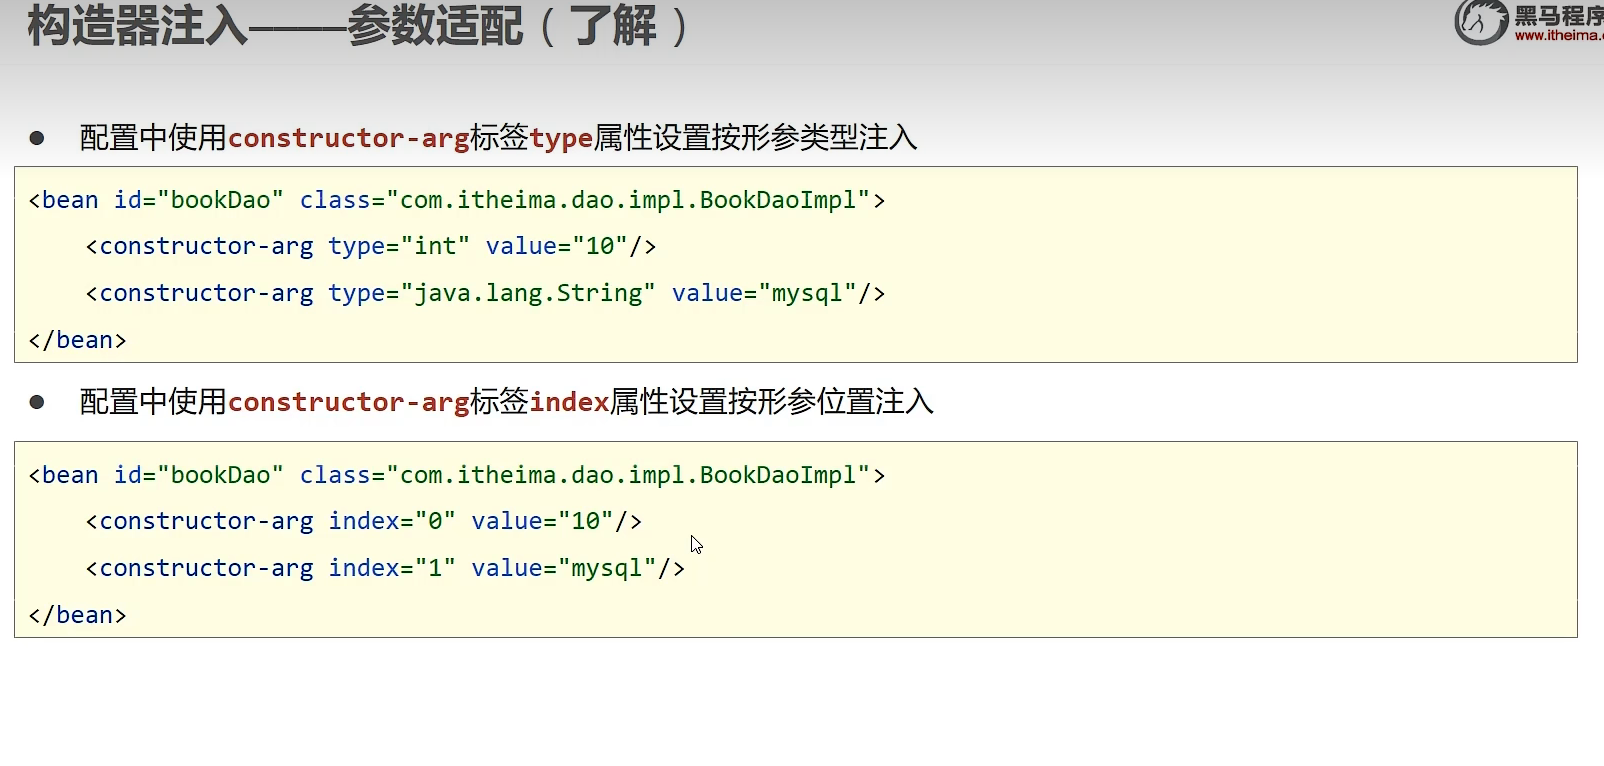 构造器注入——参数适配（了解）
黑马程序
www.itheima.
● 配置中使用constructor-arg标签type属性设置按形参类型注入
<bean id="bookDao" class="com.itheima.dao.impl.BookDaoImpl">
    <constructor-arg type="int" value="10"/>
    <constructor-arg type="java.lang.String" value="mysql"/>
</bean>
● 配置中使用constructor-arg标签index属性设置按形参位置注入
<bean id="bookDao" class="com.itheima.dao.impl.BookDaoImpl">
    <constructor-arg index="0" value="10"/>
    <constructor-arg index="1" value="mysql"/>
</bean>